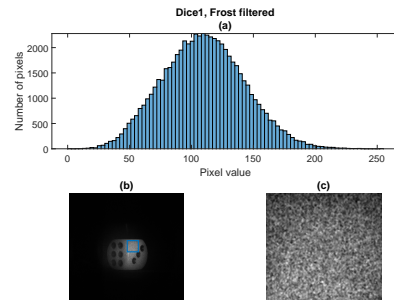 Dice1, Frost filtered
(a)
2000
1500
1000
500
0
Number of pixels
0 50 100 150 200 250
Pixel value
(b) (c)